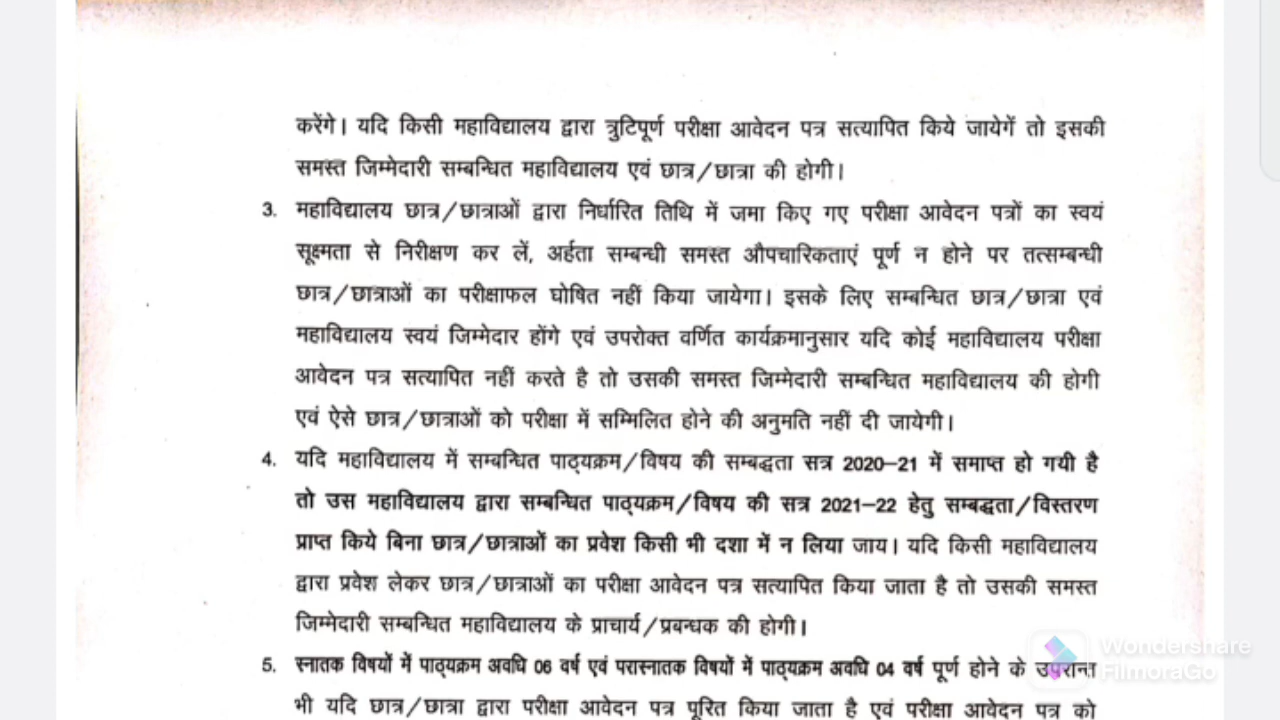 करेंगे। यदि किसी महाविद्यालय द्वारा त्रुटिपूर्ण परीक्षा आवेदन पत्र सत्यापित किये जायेगें तो इसकी
समस्त जिम्मेदारी सम्बन्धित महाविद्यालय एवं छात्र/छात्रा की होगी।
3. महाविद्यालय छात्र/छात्राओं द्वारा निर्धारित तिथि में जमा किए गए परीक्षा आवेदन पत्रों का स्वयं
सूक्ष्मता से निरीक्षण कर लें, अर्हता सम्बन्धी समस्त औपचारिकताएं पूर्ण न होने पर तत्सम्बन्धी
छात्र/छात्राओं का परीक्षाफल घोषित नहीं किया जायेगा। इसके लिए सम्बन्धित छात्र/छात्रा एवं
महाविद्यालय स्वयं जिम्मेदार होंगे एवं उपरोक्त वर्णित कार्यक्रमानुसार यदि कोई महाविद्यालय परीक्षा
आवेदन पत्र सत्यापित नहीं करते है तो उसकी समस्त जिम्मेदारी सम्बन्धित महाविद्यालय की होगी
एवं ऐसे छात्र/छात्राओं को परीक्षा में सम्मिलित होने की अनुमति नहीं दी जायेगी।
4. यदि महाविद्यालय में सम्बन्धित पाठ्यक्रम/विषय की सम्बद्धता सत्र 2020-21 में समाप्त हो गयी है
तो उस महाविद्यालय द्वारा सम्बन्धित पाठ्यक्रम/विषय की सत्र 2021-22 हेतु सम्बद्धता/विस्तरण
प्राप्त किये बिना छात्र/छात्राओं का प्रवेश किसी भी दशा में न लिया जाय। यदि किसी महाविद्यालय
द्वारा प्रवेश लेकर छात्र/छात्राओं का परीक्षा आवेदन पत्र सत्यापित किया जाता है तो उसकी समस्त
जिम्मेदारी सम्बन्धित महाविद्यालय के प्राचार्य/प्रबन्धक की होगी।
5. स्नातक विषयों में पाठ्यक्रम अवधि 06 वर्ष एवं परास्नातक विषयों में पाठ्यक्रम अवधि 04 वर्ष पूर्ण होने के उपरान्त
भी यदि छात्र/छात्रा द्वारा परीक्षा आवेदन पत्र पूरित किया जाता है एवं परीक्षा आवेदन पत्र को
Wondershare
FilmoraGo